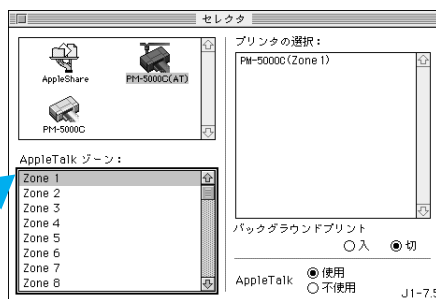 セレクタ
AppleShare
PM-5000C(AT)
PM-5000C
AppleTalk ゾーン：
Zone 1
Zone 2
Zone 3
Zone 4
Zone 5
Zone 6
Zone 7
Zone 8
プリンタの選択：
PM-5000C(Zone 1)
バックグラウンドプリント
入 切
AppleTalk 使用
不使用
J1-7.5